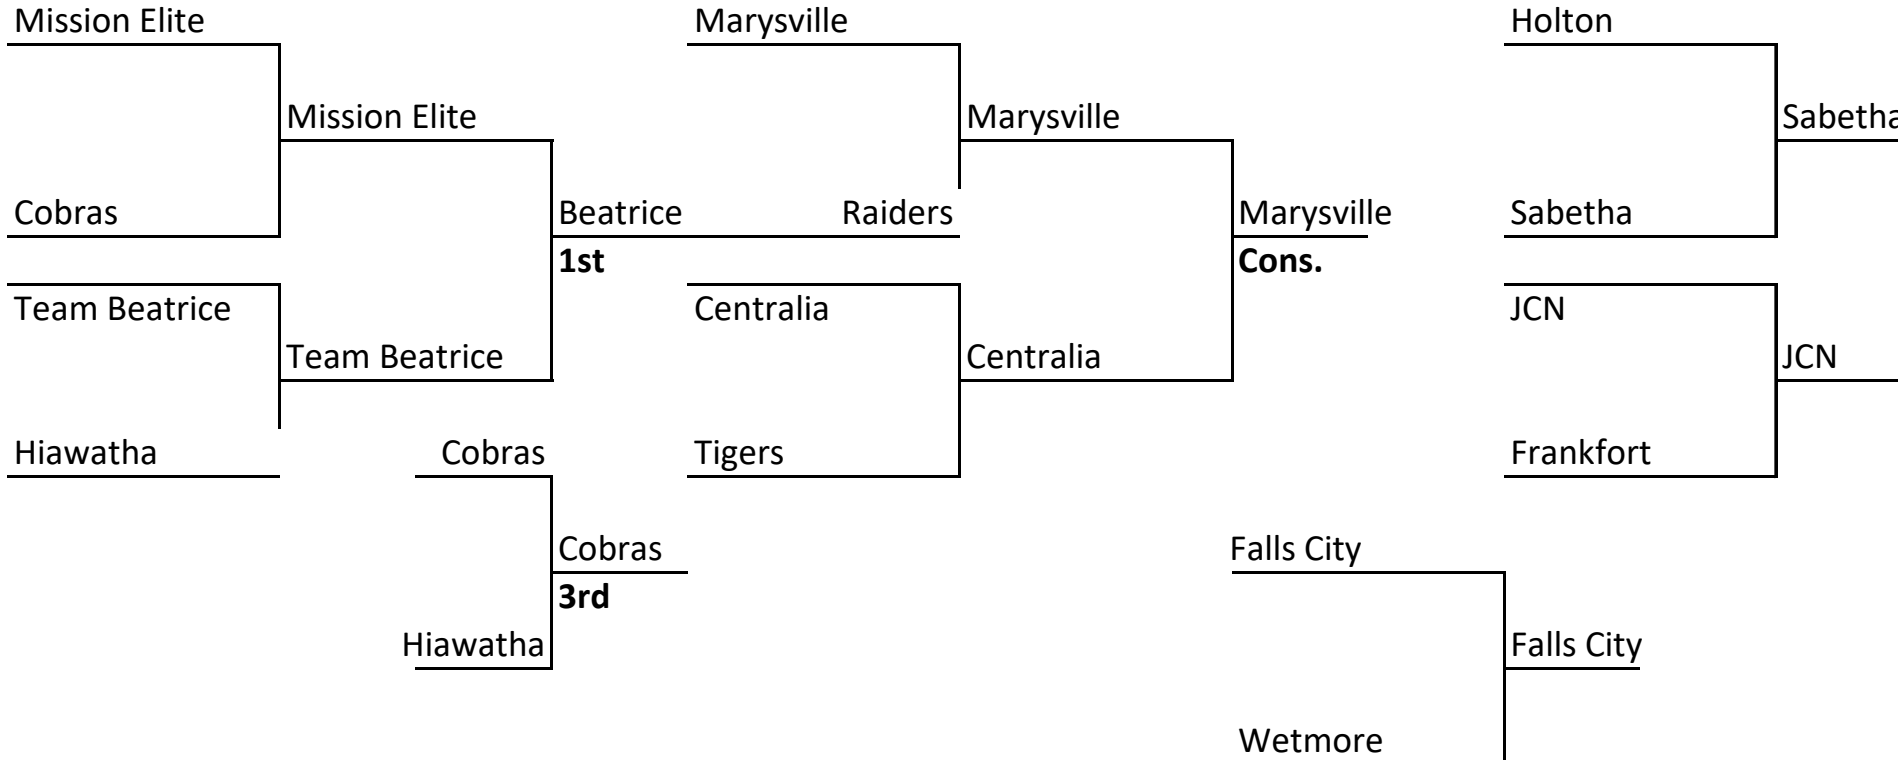 Mission Elite
Marysville
Holton
Mission Elite
Marysville
Sabetha
Cobras
Beatrice
Raiders
Marysville
Sabetha
1st
Cons.
Team Beatrice
Centralia
JCN
Team Beatrice
Centralia
JCN
Hiawatha
Cobras
Tigers
Frankfort
Cobras
Falls City
3rd
Hiawatha
Falls City
Wetmore